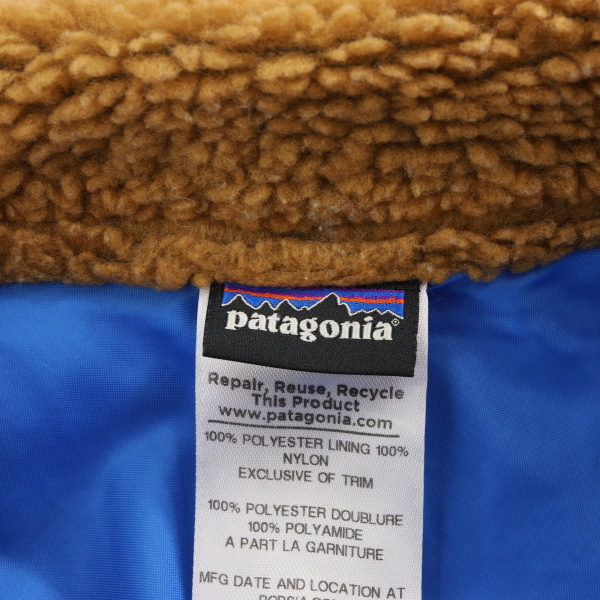 patagonia®
Repair, Reuse, Recycle
This Product
www.patagonia.com
100% POLYESTER LINING 100%
NYLON
EXCLUSIVE OF TRIM
100% POLYESTER DOUBLURE
100% POLYAMIDE
A PART LA GARNITURE
MFG DATE AND LOCATION AT